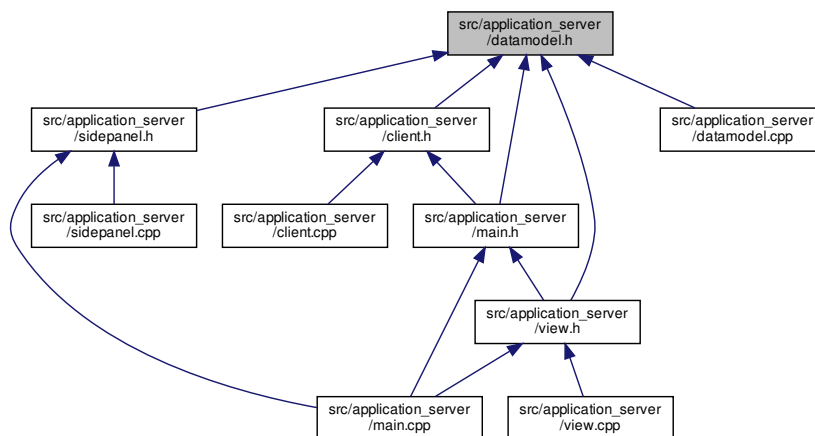 src/application_server
/datamodel.h
src/application_server
/sidepanel.h
src/application_server
/client.h
src/application_server
/datamodel.cpp
src/application_server
/sidepanel.cpp
src/application_server
/client.cpp
src/application_server
/main.h
src/application_server
/view.h
src/application_server
/main.cpp
src/application_server
/view.cpp